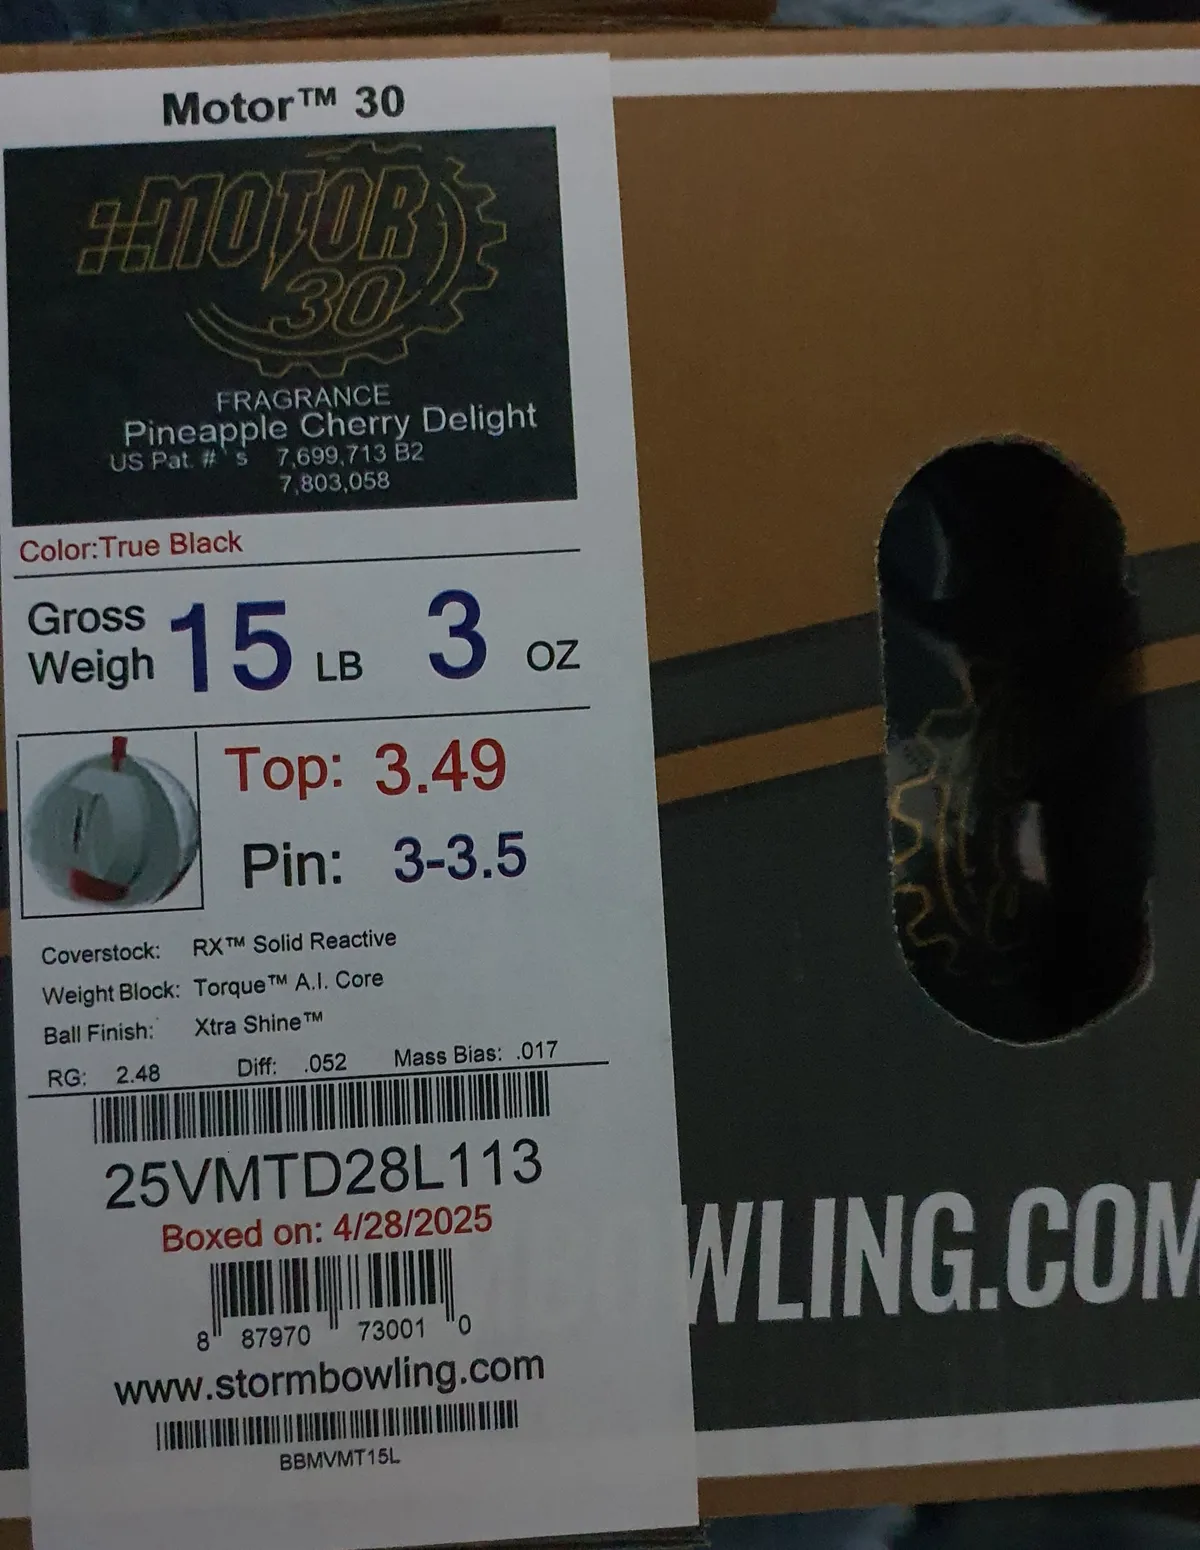 Motor™ 30
#MOTOR
30
FRAGRANCE
Pineapple Cherry Delight
US Pat. #`s 7,699,713 B2
7,803,058
Color:True Black
Gross Weigh 15 LB 3 OZ
Top: 3.49
Pin: 3-3.5
Coverstock: RX™ Solid Reactive
Weight Block: Torque™ A.I. Core
Ball Finish: Xtra Shine™
RG: 2.48 Diff: .052 Mass Bias: .017
25VMTD28L113
Boxed on: 4/28/2025
8 87970 73001 0
www.stormbowling.com
BBMVMT15L
WLING.COM